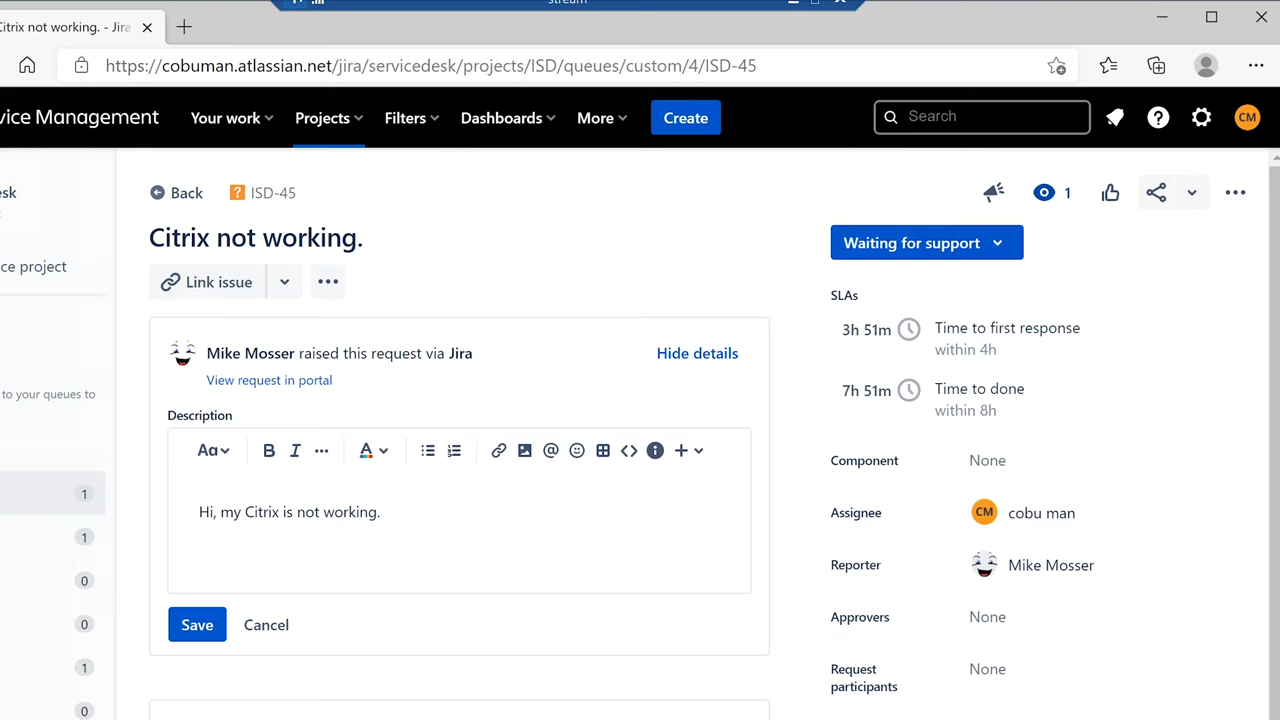 stream
Citrix not working. - Jira
https://cobuman.atlassian.net/jira/servicedesk/projects/ISD/queues/custom/4/ISD-45
vice Management
Your work
Projects
Filters
Dashboards
More
Create
Search
CM
sk
ce project
to your queues to
1
1
0
0
1
0
Back
ISD-45
1
Citrix not working.
Link issue
Mike Mosser raised this request via Jira
Hide details
View request in portal
Description
Aa
B
I
A
Hi, my Citrix is not working.
Save
Cancel
Waiting for support
SLAs
3h 51m
Time to first response
within 4h
7h 51m
Time to done
within 8h
Component
None
Assignee
CM
cobu man
Reporter
Mike Mosser
Approvers
None
Request
participants
None